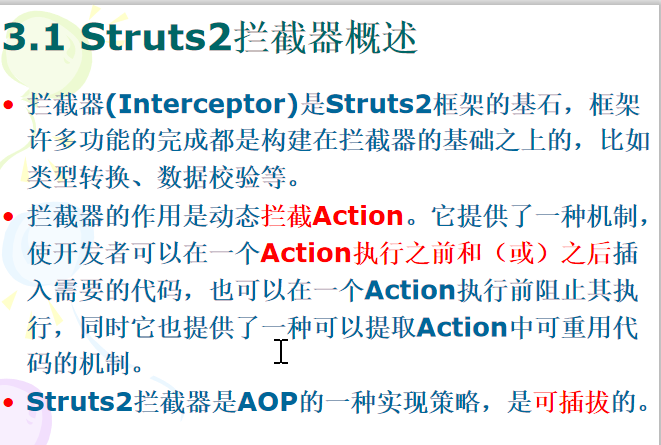 3.1 Struts2拦截器概述
拦截器(Interceptor)是Struts2框架的基石，框架
许多功能的完成都是构建在拦截器的基础之上的，比如
类型转换、数据校验等。
拦截器的作用是动态拦截Action。它提供了一种机制，
使开发者可以在一个Action执行之前和（或）之后插
入需要的代码，也可以在一个Action执行前阻止其执
行，同时它也提供了一种可以提取Action中可重用代
码的机制。
Struts2拦截器是AOP的一种实现策略，是可插拔的。